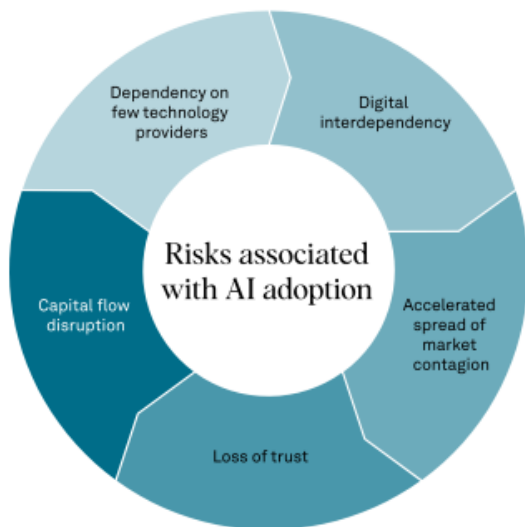 Dependency on
few technology
providers
Digital
interdependency
Risks associated
with AI adoption
Capital flow
disruption
Accelerated
spread of
market
contagion
Loss of trust